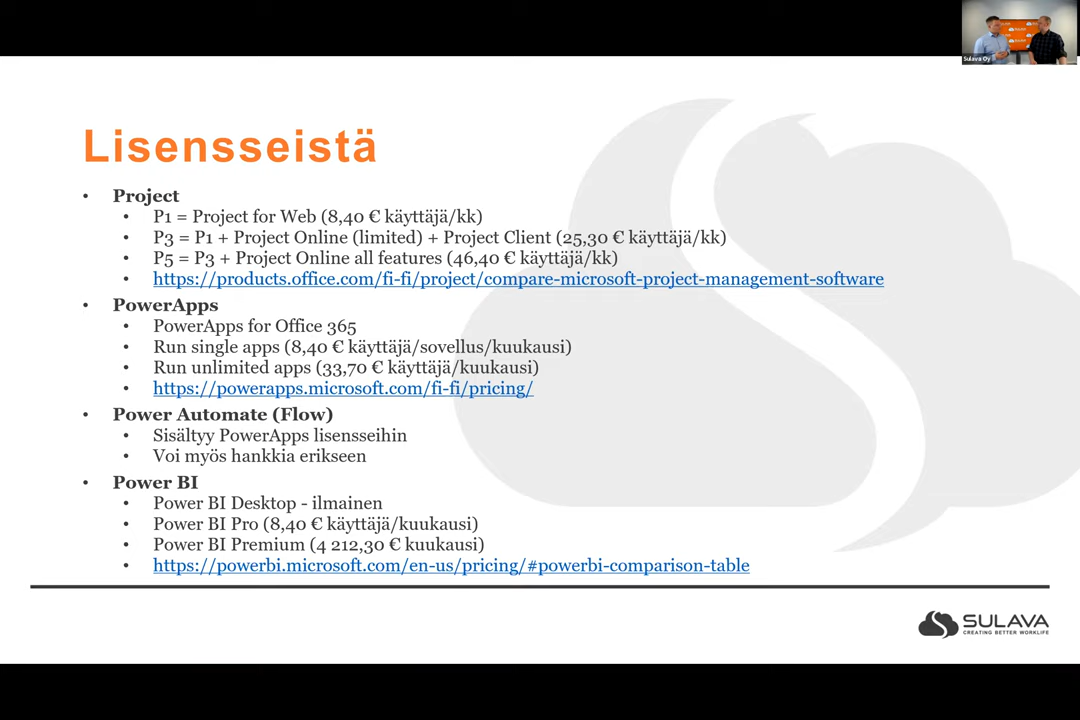 Sulava Oy
Lisensseistä
• Project
• P1 = Project for Web (8,40 € käyttäjä/kk)
• P3 = P1 + Project Online (limited) + Project Client (25,30 € käyttäjä/kk)
• P5 = P3 + Project Online all features (46,40 € käyttäjä/kk)
• https://products.office.com/fi-fi/project/compare-microsoft-project-management-software
• PowerApps
• PowerApps for Office 365
• Run single apps (8,40 € käyttäjä/sovellus/kuukausi)
• Run unlimited apps (33,70 € käyttäjä/kuukausi)
• https://powerapps.microsoft.com/fi-fi/pricing/
• Power Automate (Flow)
• Sisältyy PowerApps lisensseihin
• Voi myös hankkia erikseen
• Power BI
• Power BI Desktop - ilmainen
• Power BI Pro (8,40 € käyttäjä/kuukausi)
• Power BI Premium (4 212,30 € kuukausi)
• https://powerbi.microsoft.com/en-us/pricing/#powerbi-comparison-table
SULAVA
CREATING BETTER WORKLIFE